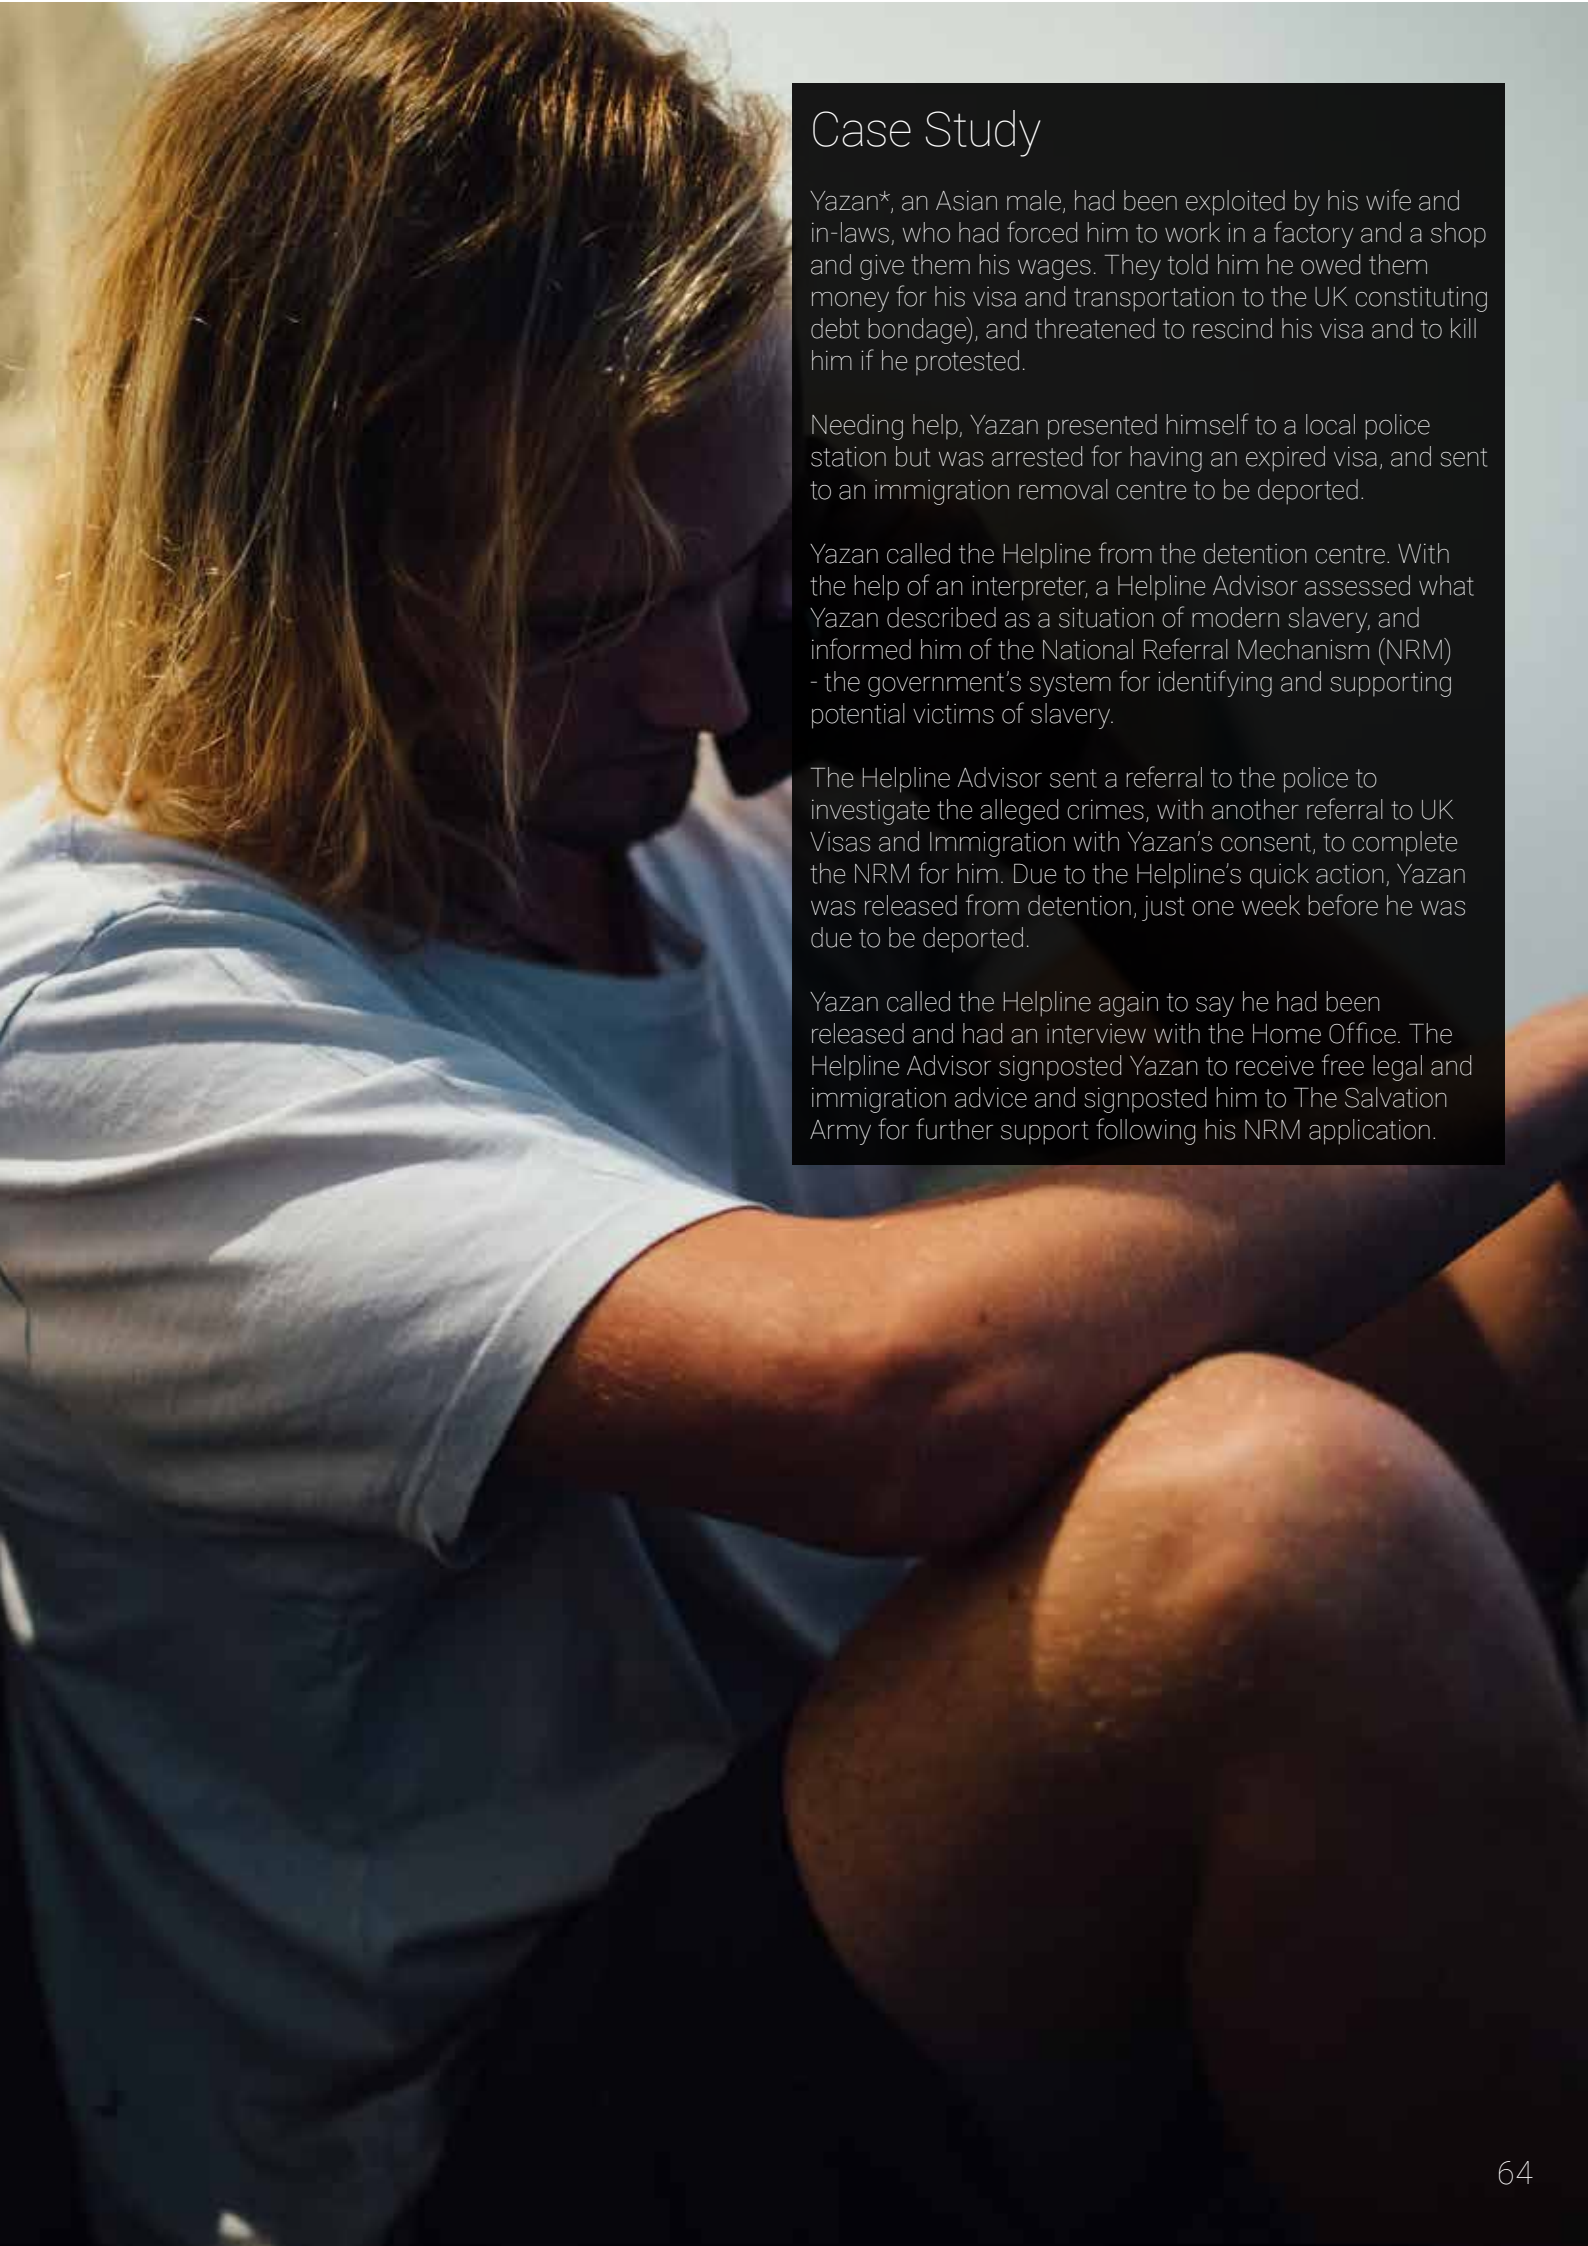 Case Study
Yazan*, an Asian male, had been exploited by his wife and
in-laws, who had forced him to work in a factory and a shop
and give them his wages. They told him he owed them
money for his visa and transportation to the UK constituting
debt bondage), and threatened to rescind his visa and to kill
him if he protested.
Needing help, Yazan presented himself to a local police
station but was arrested for having an expired visa, and sent
to an immigration removal centre to be deported.
Yazan called the Helpline from the detention centre. With
the help of an interpreter, a Helpline Advisor assessed what
Yazan described as a situation of modern slavery, and
informed him of the National Referral Mechanism (NRM)
- the government's system for identifying and supporting
potential victims of slavery.
The Helpline Advisor sent a referral to the police to
investigate the alleged crimes, with another referral to UK
Visas and Immigration with Yazan's consent, to complete
the NRM for him. Due to the Helpline's quick action, Yazan
was released from detention, just one week before he was
due to be deported.
Yazan called the Helpline again to say he had been
released and had an interview with the Home Office. The
Helpline Advisor signposted Yazan to receive free legal and
immigration advice and signposted him to The Salvation
Army for further support following his NRM application.
64